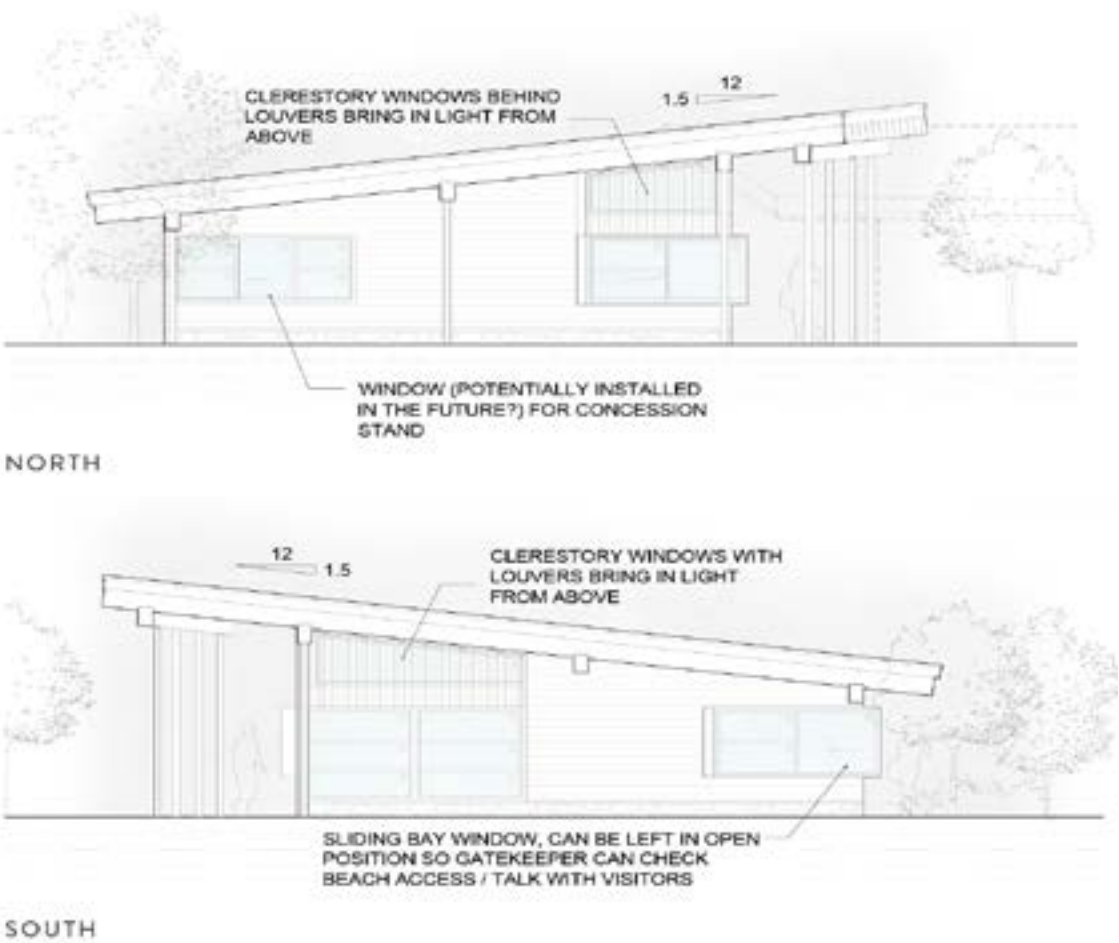 CLERESTORY WINDOWS BEHIND
LOUVERS BRING IN LIGHT FROM
ABOVE
12
1.5
WINDOW (POTENTIALLY INSTALLED
IN THE FUTURE?) FOR CONCESSION
STAND
NORTH
12
1.5
CLERESTORY WINDOWS WITH
LOUVERS BRING IN LIGHT
FROM ABOVE
SLIDING BAY WINDOW, CAN BE LEFT IN OPEN
POSITION SO GATEKEEPER CAN CHECK
BEACH ACCESS / TALK WITH VISITORS
SOUTH